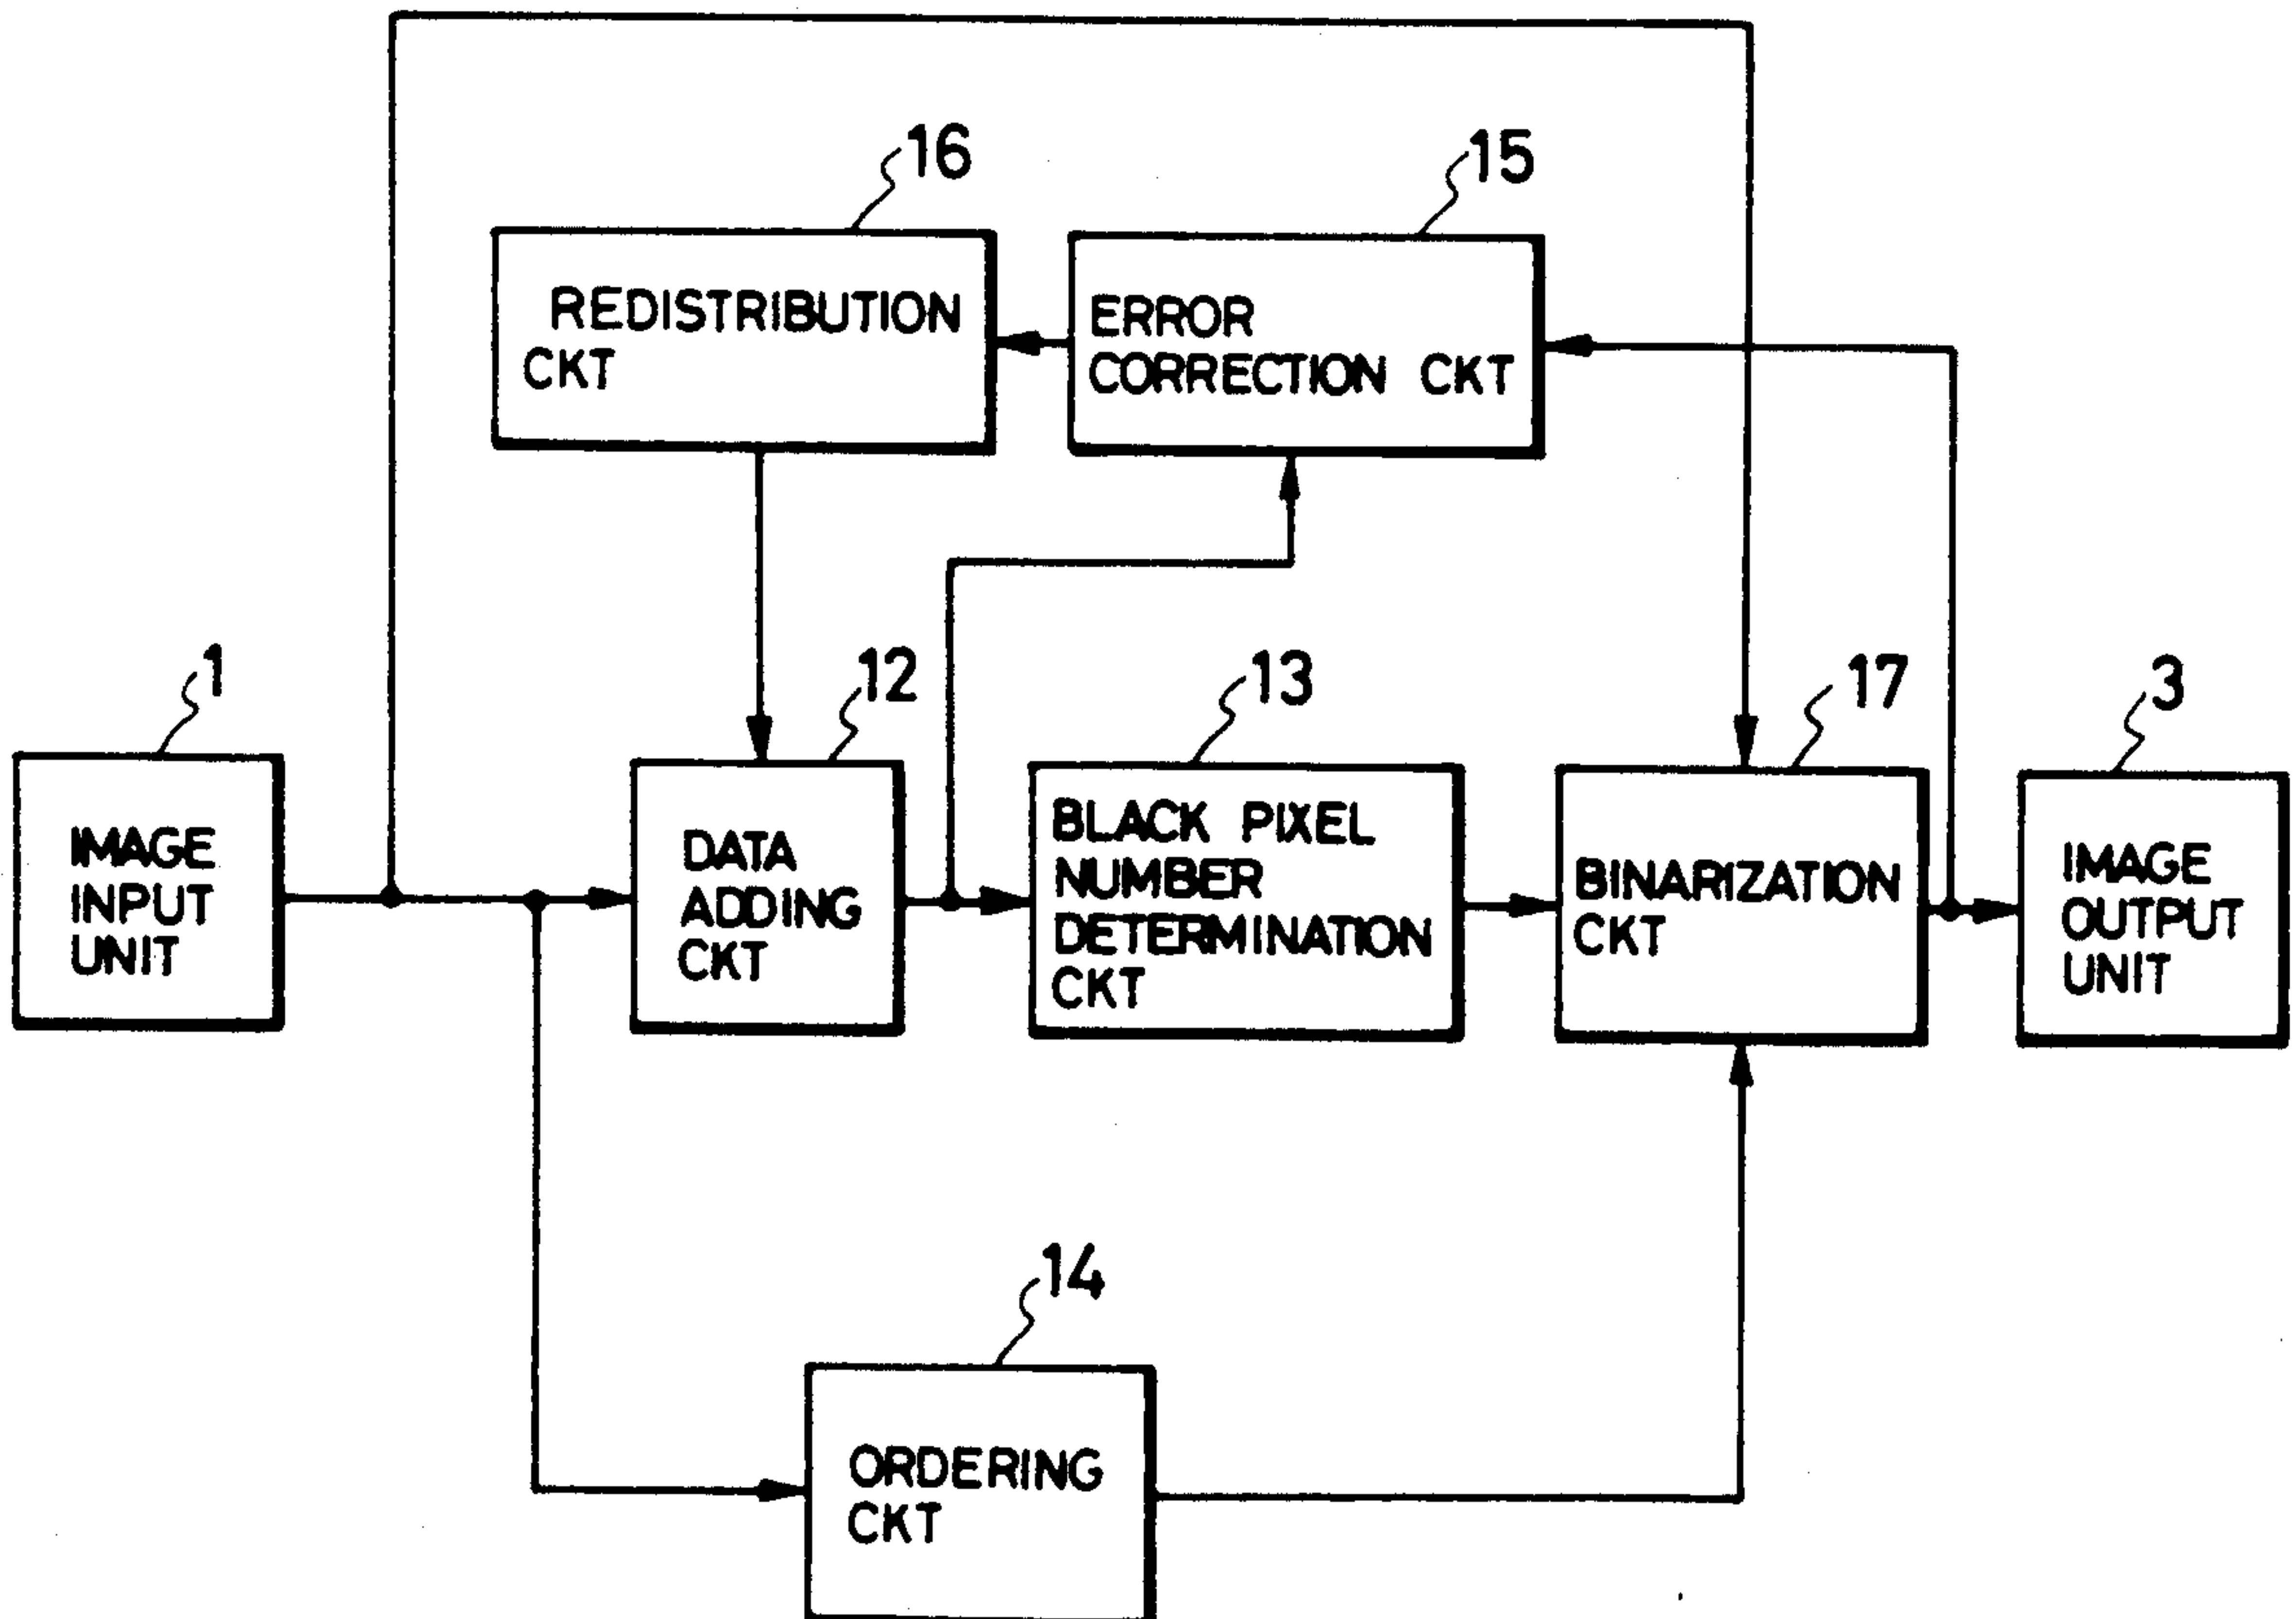 16
15
REDISTRIBUTION
CKT
ERROR
CORRECTION CKT
1
12
13
17
3
IMAGE
INPUT
UNIT
DATA
ADDING
CKT
BLACK PIXEL
NUMBER
DETERMINATION
CKT
BINARIZATION
CKT
IMAGE
OUTPUT
UNIT
14
ORDERING
CKT